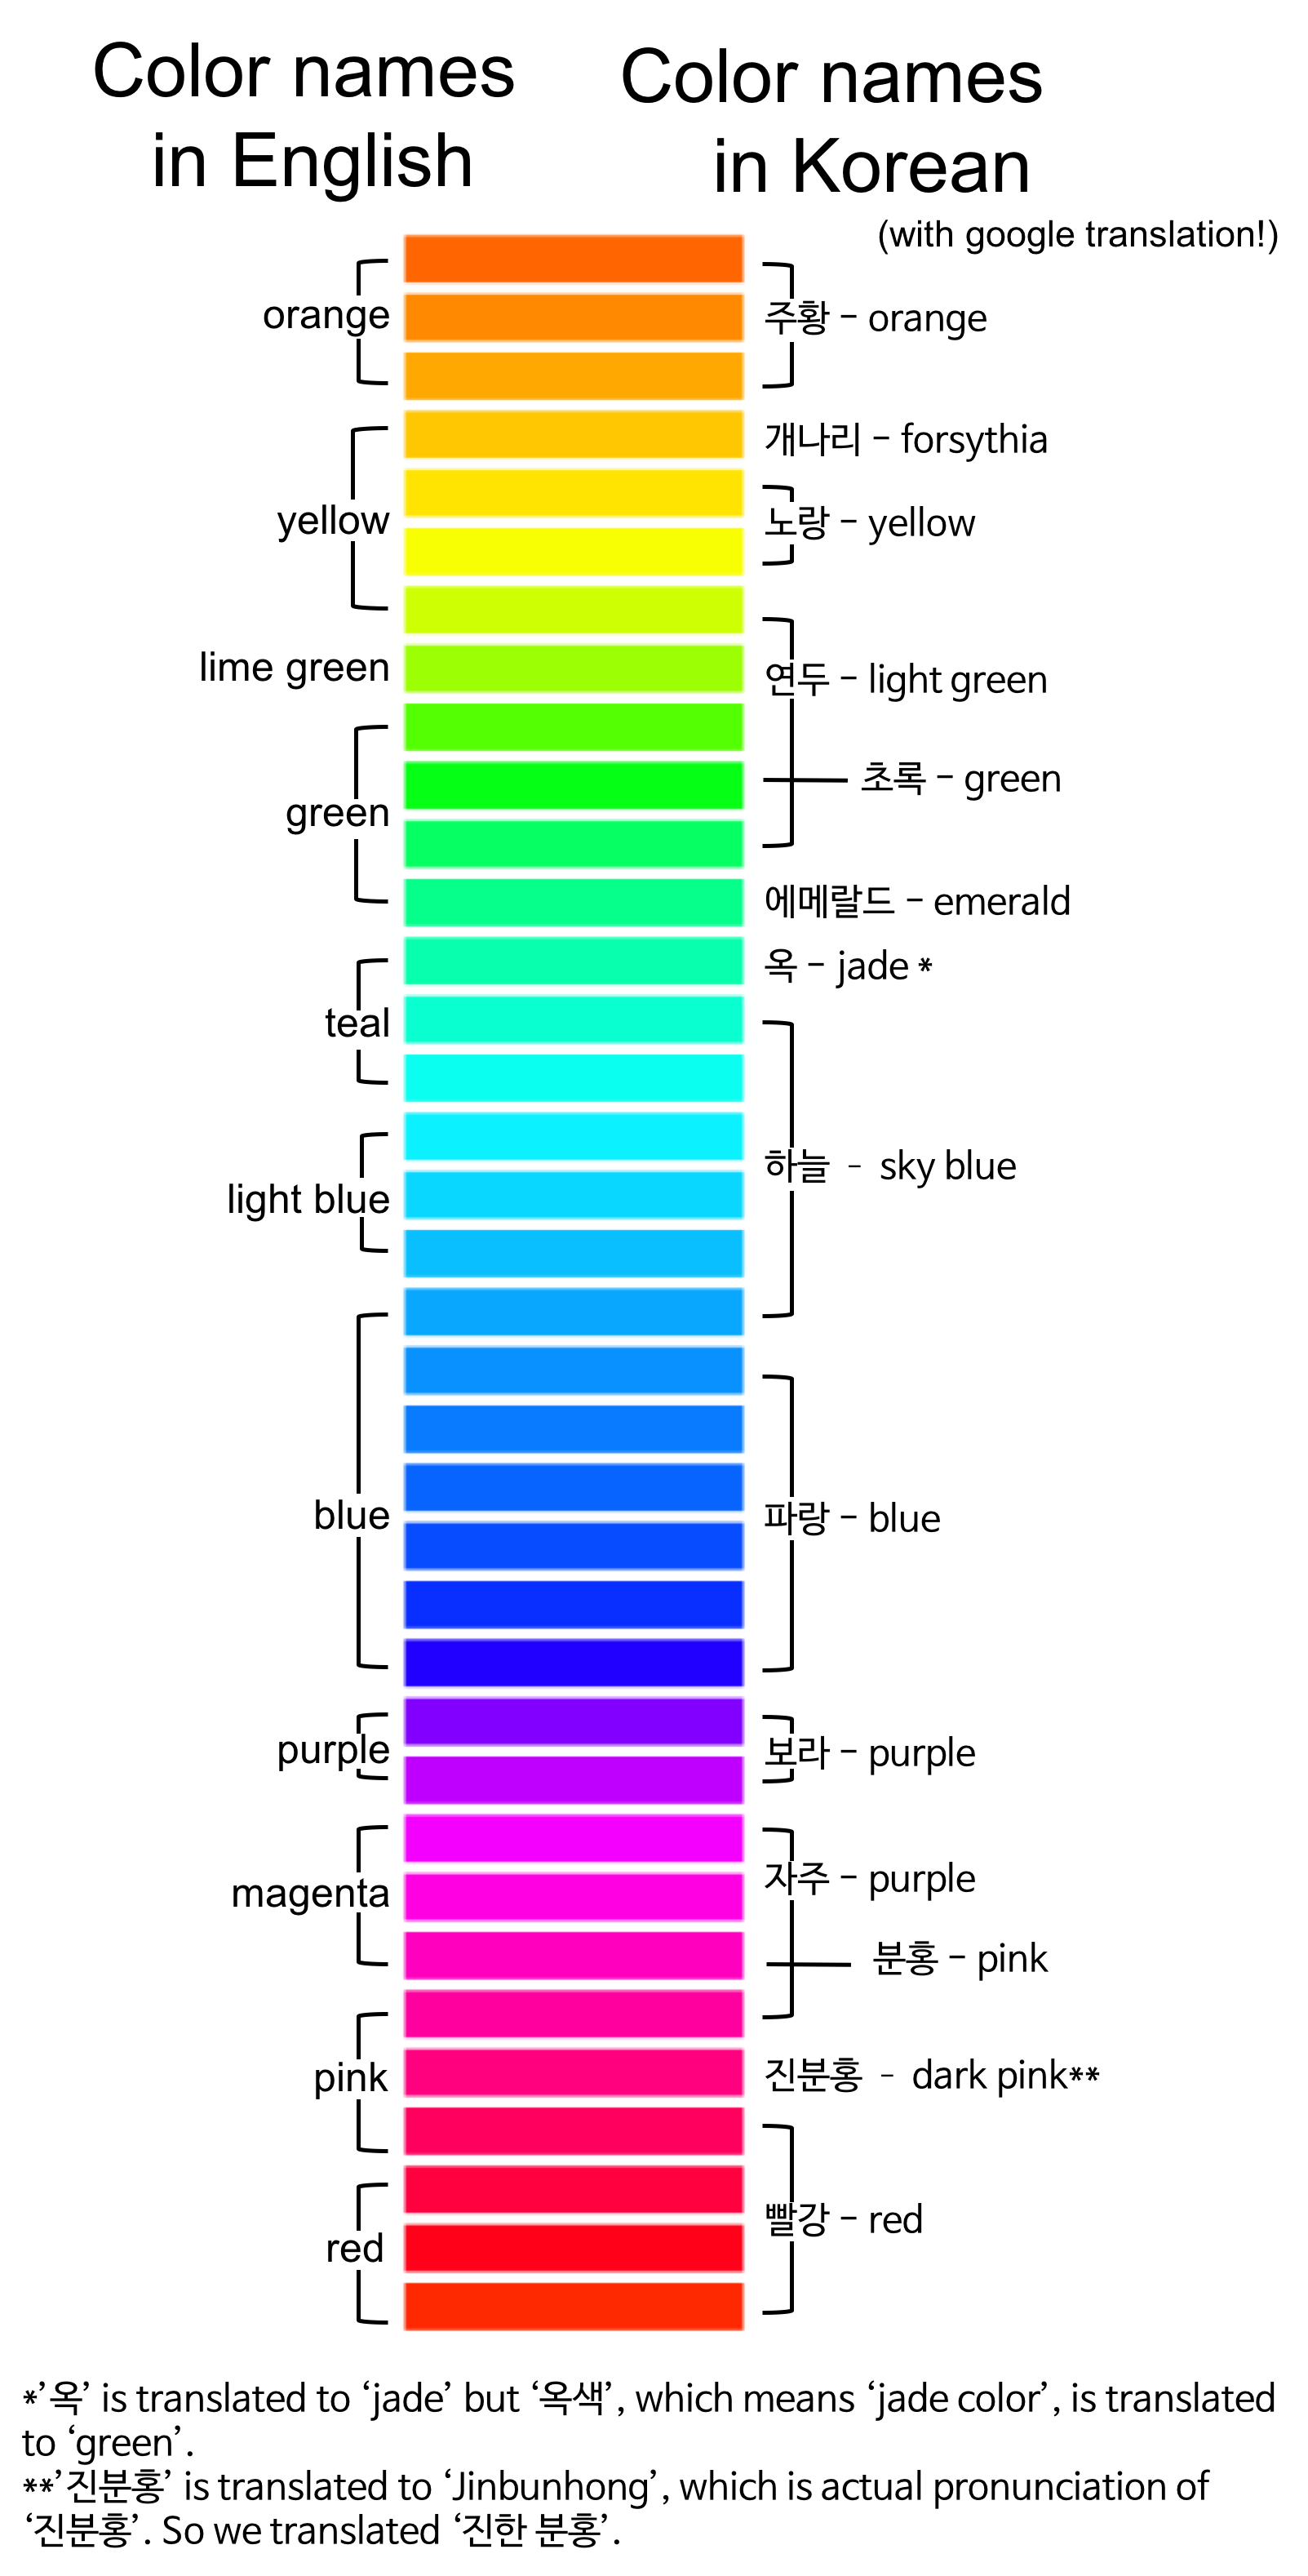 Color names
in English
Color names
in Korean
(with google translation!)
orange
주황 - orange
개나리 - forsythia
yellow
노랑 - yellow
lime green
연두 - light green
green
초록 - green
에메랄드 - emerald
옥 - jade *
teal
light blue
하늘 - sky blue
blue
파랑 - blue
purple
보라 - purple
magenta
자주 - purple
분홍 - pink
pink
진분홍 - dark pink**
red
빨강 - red
*’옥’ is translated to ‘jade’ but ‘옥색’, which means ‘jade color’, is translated
to ‘green’.
**’진분홍’ is translated to ‘Jinbunhong’, which is actual pronunciation of
‘진분홍’. So we translated ‘진한 분홍’.